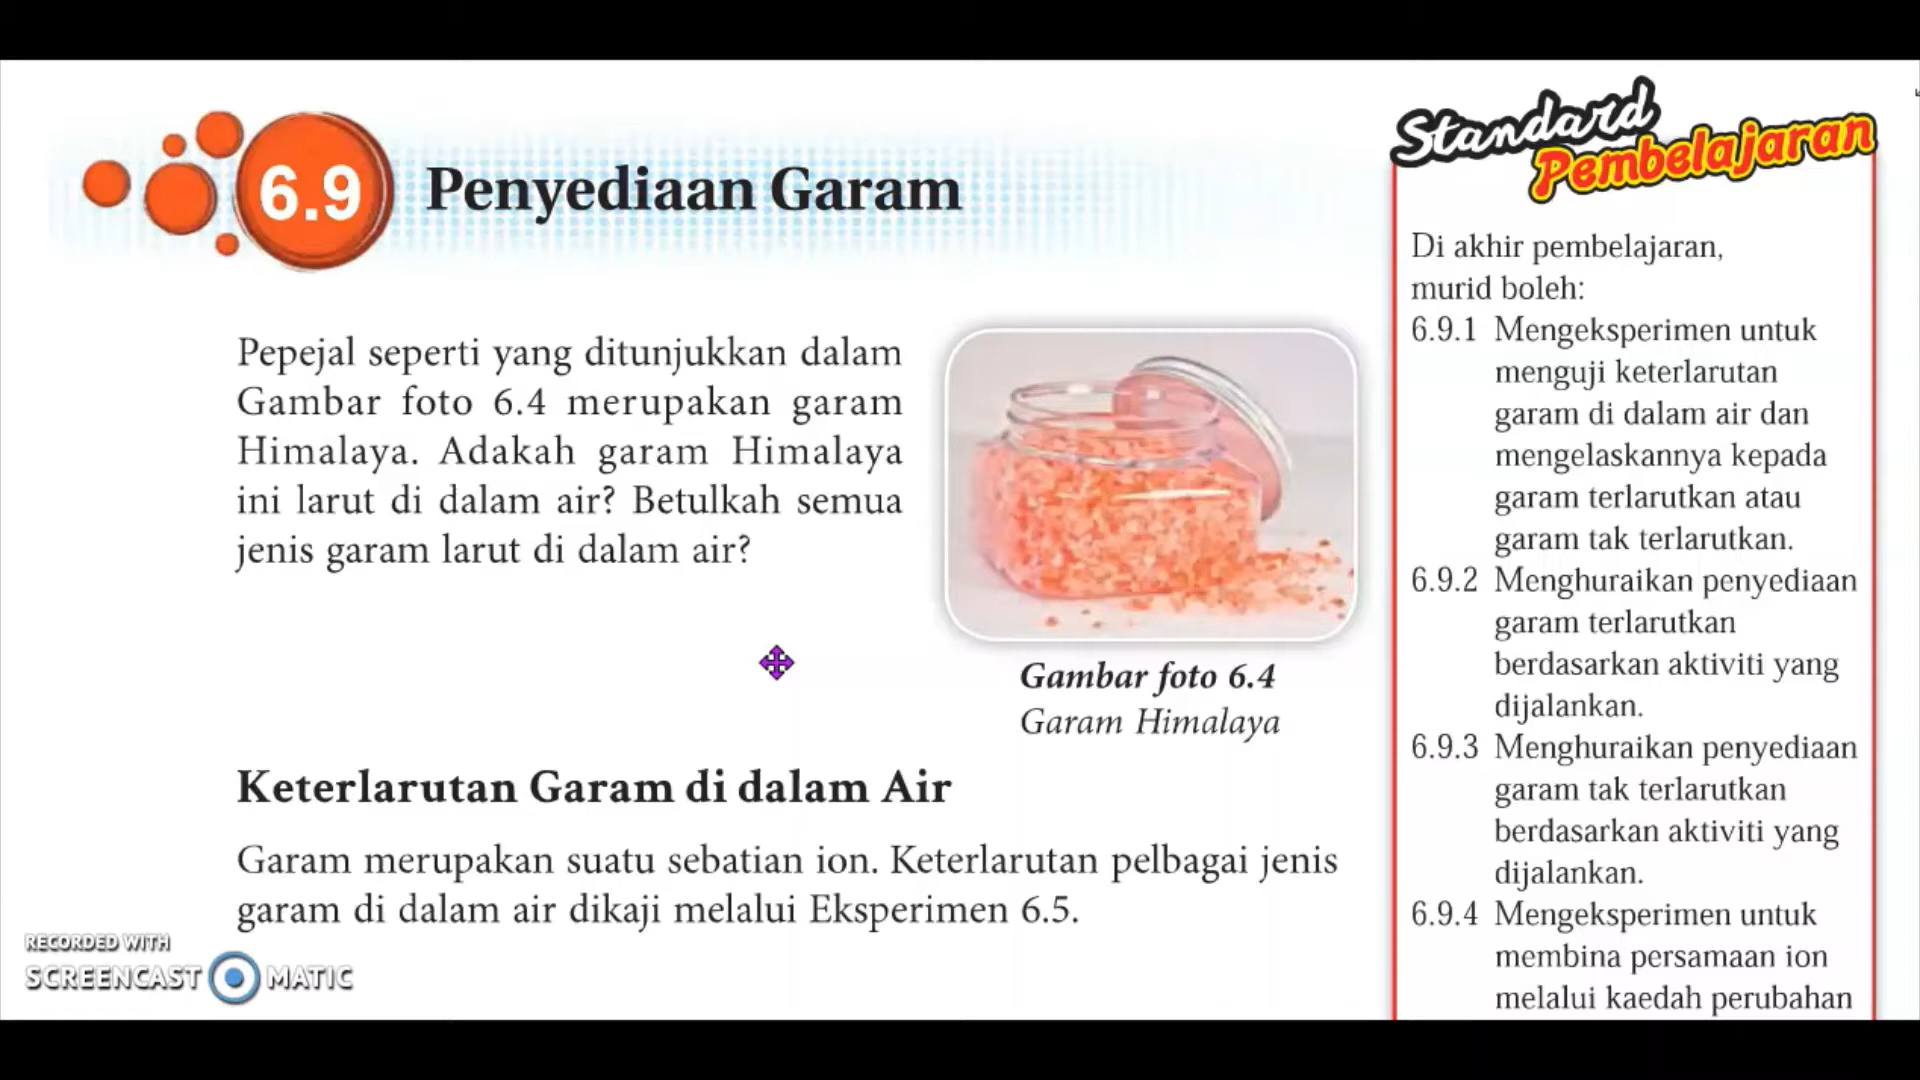 6.9 Penyediaan Garam
Pepejal seperti yang ditunjukkan dalam
Gambar foto 6.4 merupakan garam
Himalaya. Adakah garam Himalaya
ini larut di dalam air? Betulkah semua
jenis garam larut di dalam air?
Gambar foto 6.4
Garam Himalaya
Keterlarutan Garam di dalam Air
Garam merupakan suatu sebatian ion. Keterlarutan pelbagai jenis
garam di dalam air dikaji melalui Eksperimen 6.5.
Standard
Pembelajaran
Di akhir pembelajaran,
murid boleh:
6.9.1 Mengeksperimen untuk
menguji keterlarutan
garam di dalam air dan
mengelaskannya kepada
garam terlarutkan atau
garam tak terlarutkan.
6.9.2 Menghuraikan penyediaan
garam terlarutkan
berdasarkan aktiviti yang
dijalankan.
6.9.3 Menghuraikan penyediaan
garam tak terlarutkan
berdasarkan aktiviti yang
dijalankan.
6.9.4 Mengeksperimen untuk
membina persamaan ion
melalui kaedah perubahan
RECORDED WITH
SCREENCAST MATIC